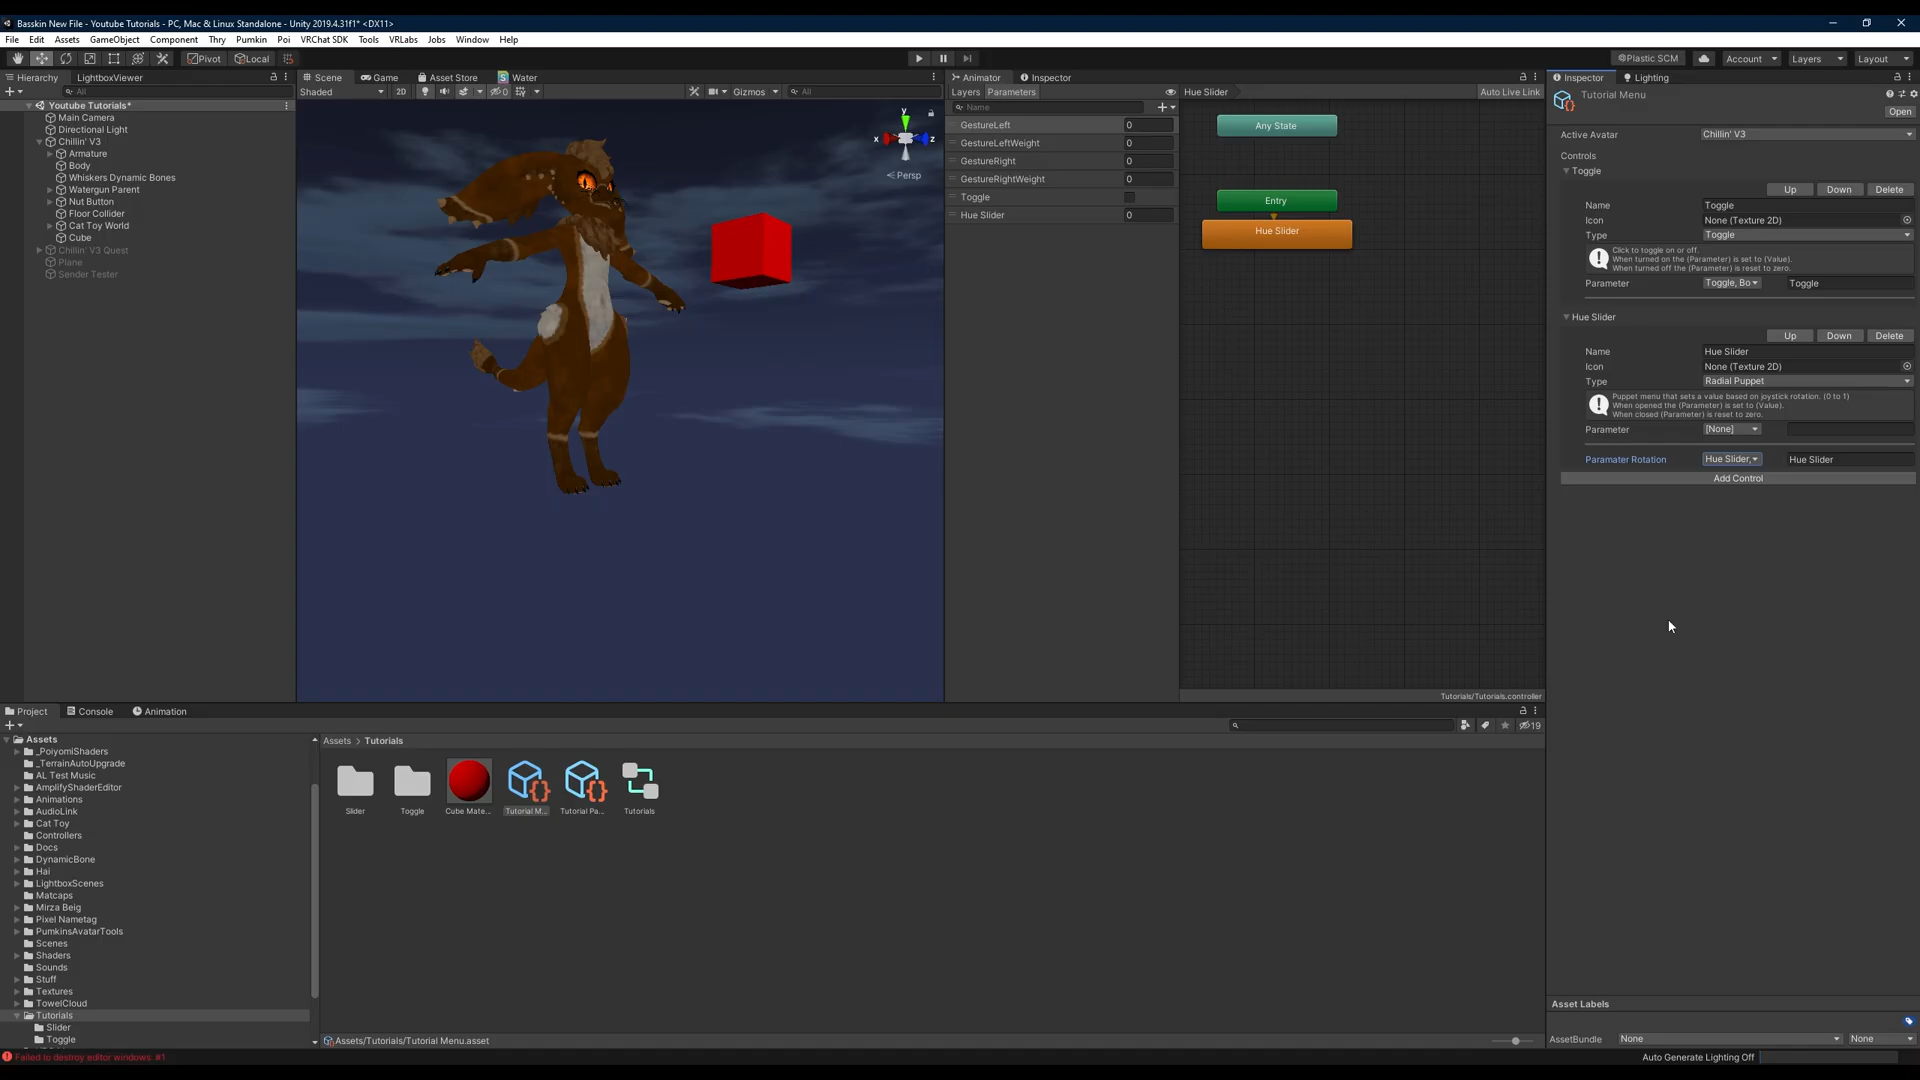 Basskin New File - Youtube Tutorials - PC, Mac & Linux Standalone - Unity 2019.4.31f1* <DX11>
File Edit Assets GameObject Component Thry Pumkin Poi VRChat SDK Tools VRLabs Jobs Window Help
Pivot Local Plastic SCM Account Layers Layout
Hierarchy LightboxViewer
All
Youtube Tutorials*
Main Camera
Directional Light
Chillin' V3
Armature
Body
Whiskers Dynamic Bones
Watergun Parent
Nut Button
Floor Collider
Cat Toy World
Cube
Chillin' V3 Quest
Plane
Sender Tester
Scene Game Asset Store Water
Shaded 2D 0 Gizmos All
y
x z
Persp
Animator Inspector
Layers Parameters
Name
GestureLeft 0
GestureLeftWeight 0
GestureRight 0
GestureRightWeight 0
Toggle
Hue Slider 0
Hue Slider Auto Live Link
Any State
Entry
Hue Slider
Tutorials/Tutorials.controller
Inspector Lighting
Tutorial Menu
Open
Active Avatar Chillin' V3
Controls
Toggle
Up Down Delete
Name Toggle
Icon None (Texture 2D)
Type Toggle
Click to toggle on or off.
When turned on the (Parameter) is set to (Value).
When turned off the (Parameter) is reset to zero.
Parameter Toggle, Bo Toggle
Hue Slider
Up Down Delete
Name Hue Slider
Icon None (Texture 2D)
Type Radial Puppet
Puppet menu that sets a value based on joystick rotation. (0 to 1)
When opened the (Parameter) is set to (Value).
When closed (Parameter) is reset to zero.
Parameter [None]
Paramater Rotation Hue Slider, Hue Slider
Add Control
Asset Labels
AssetBundle None None
Project Console Animation
19
Assets
_PoiyomiShaders
_TerrainAutoUpgrade
AL Test Music
AmplifyShaderEditor
Animations
AudioLink
Cat Toy
Controllers
Docs
DynamicBone
Hai
LightboxScenes
Matcaps
Mirza Beig
Pixel Nametag
PumkinsAvatarTools
Scenes
Shaders
Sounds
Stuff
Textures
TowelCloud
Tutorials
Slider
Toggle
Assets > Tutorials
Slider Toggle Cube Mate... Tutorial M... Tutorial Pa... Tutorials
Assets/Tutorials/Tutorial Menu.asset
Failed to destroy editor windows: #1
Auto Generate Lighting Off